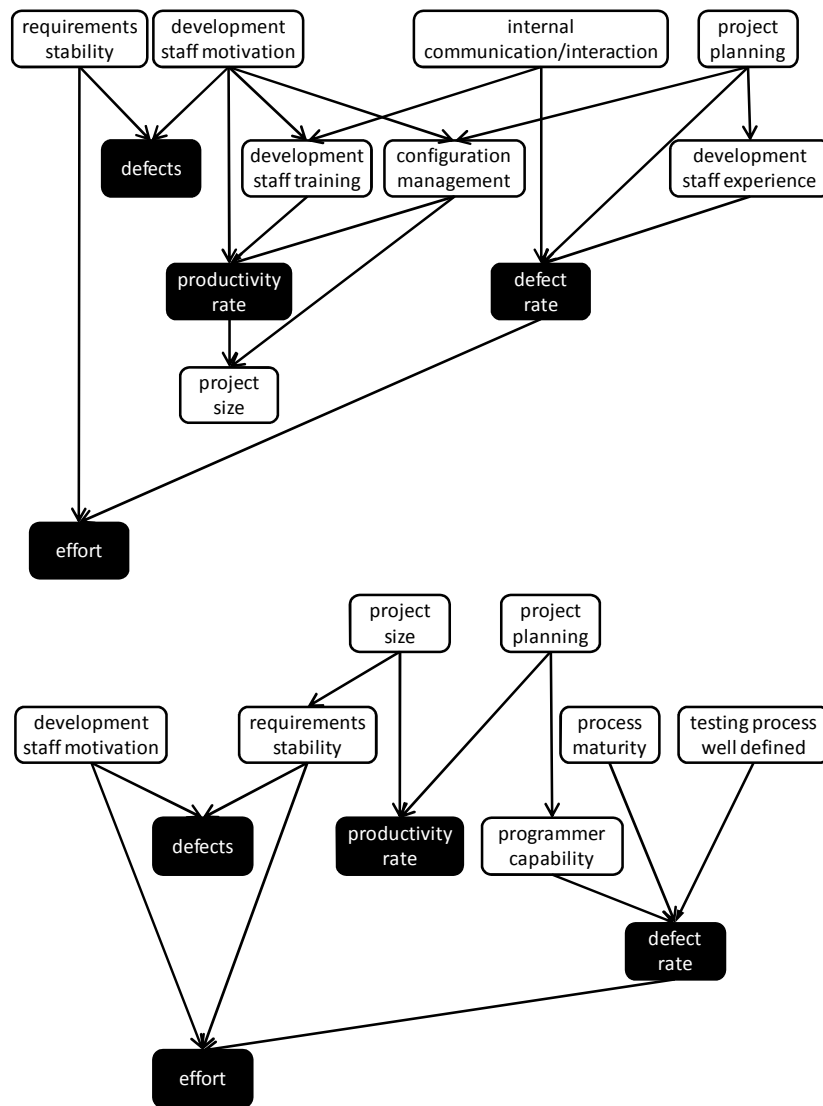 requirements
stability
development
staff motivation
internal
communication/interaction
project
planning
defects
development
staff training
configuration
management
development
staff experience
productivity
rate
defect
rate
project
size
effort
project
size
project
planning
development
staff motivation
requirements
stability
process
maturity
testing process
well defined
defects
productivity
rate
programmer
capability
defect
rate
effort